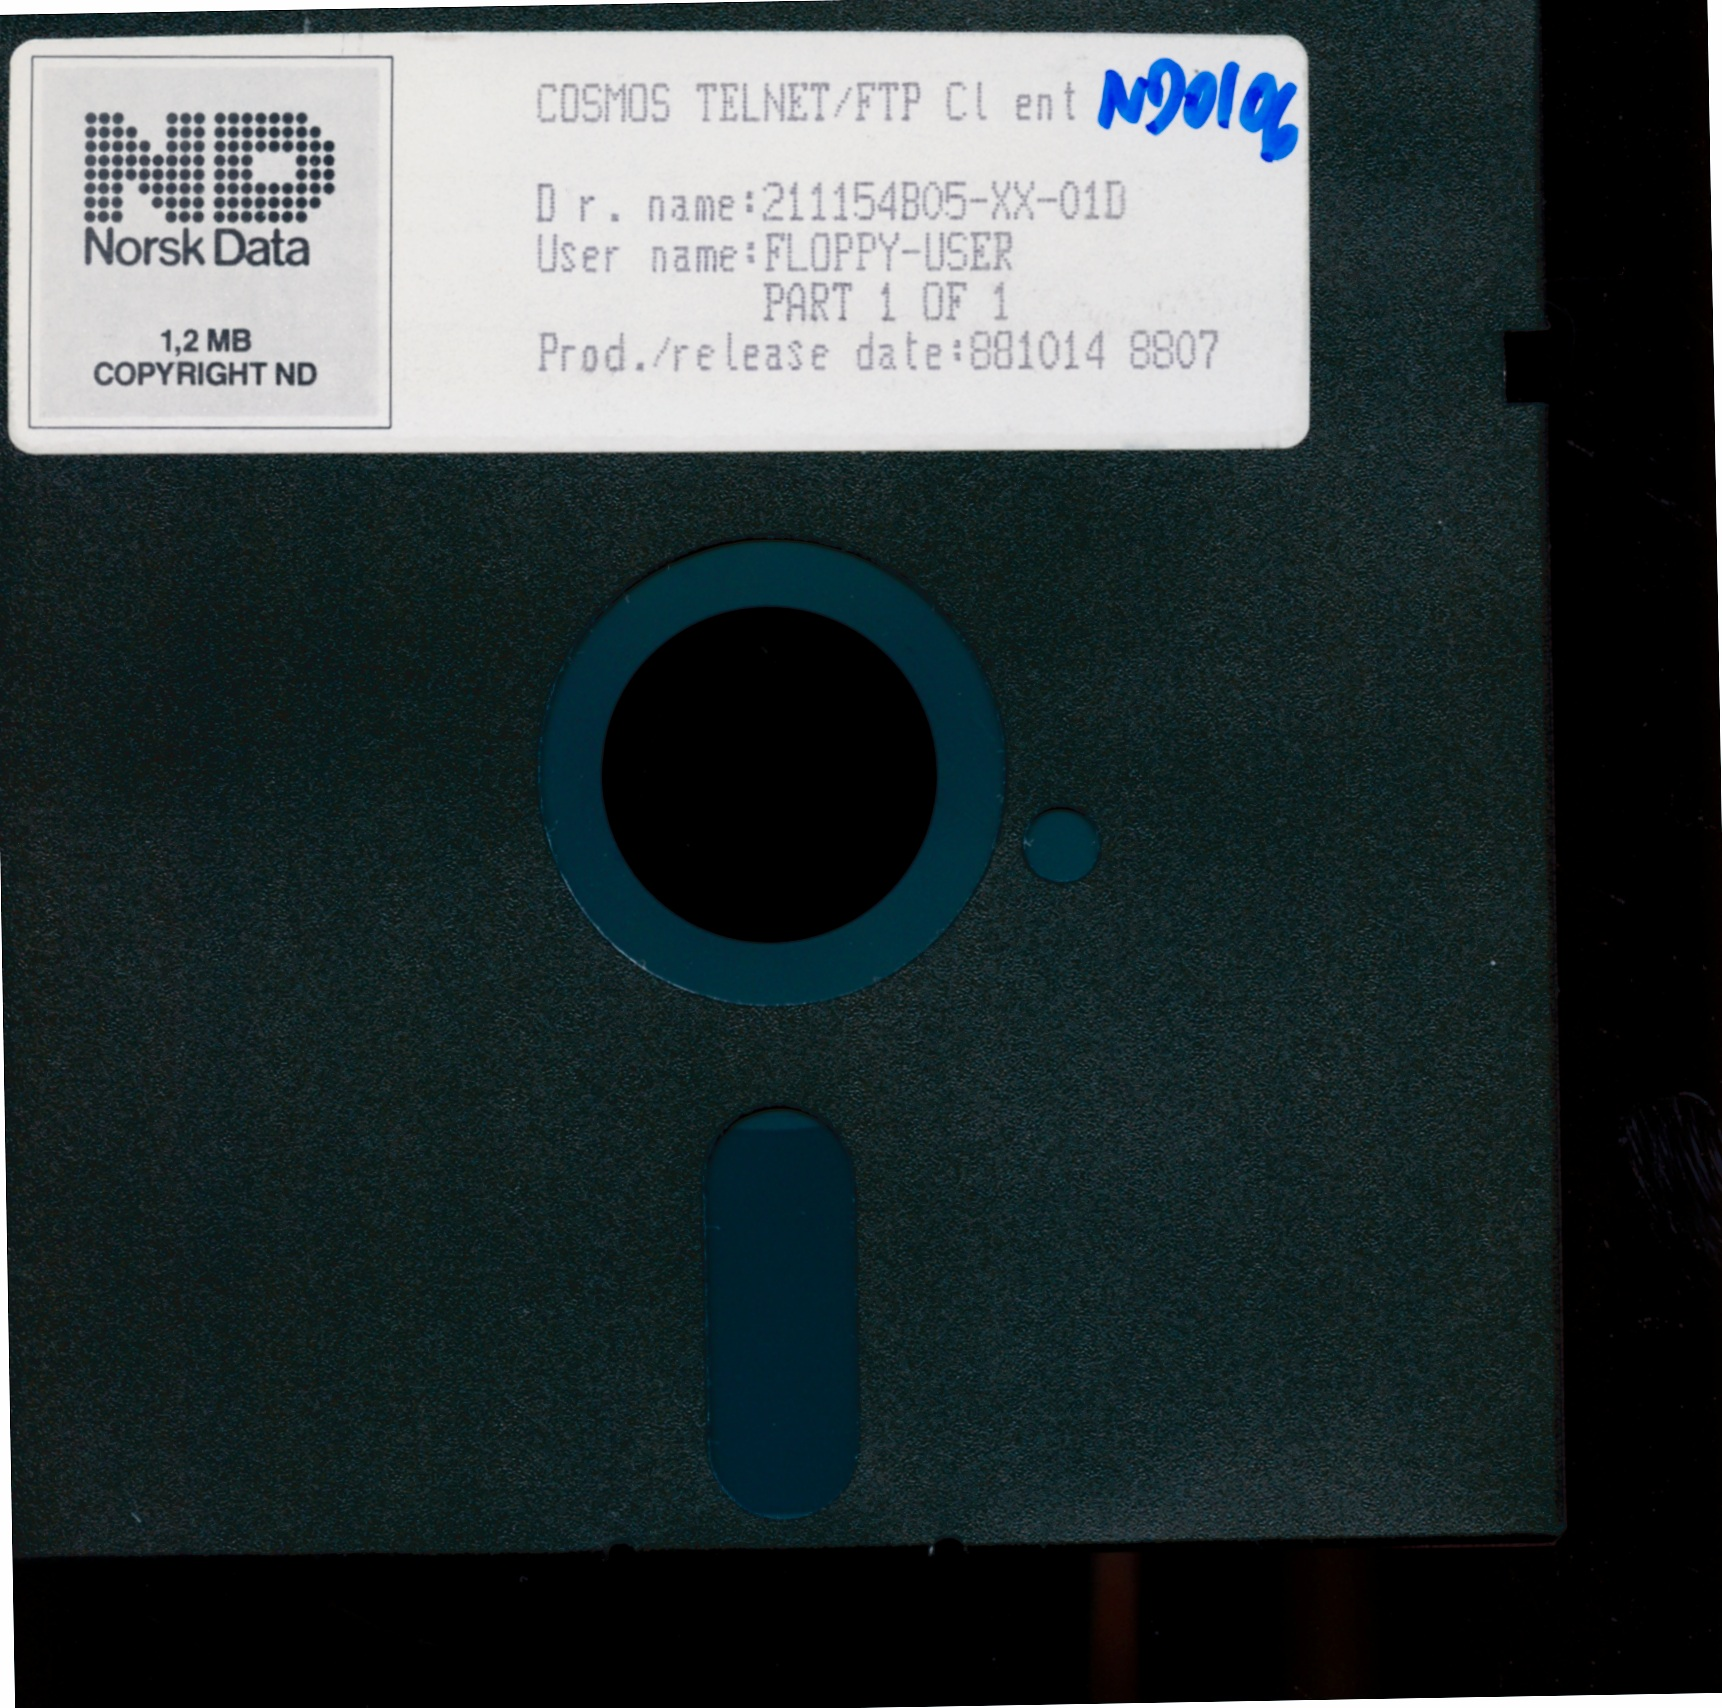 ND
Norsk Data
1,2 MB
COPYRIGHT ND
COSMOS TELNET/FTP Cl ent
ND0106
D r. name:211154B05-XX-01D
User name:FLOPPY-USER
PART 1 OF 1
Prod./release date:881014 8807